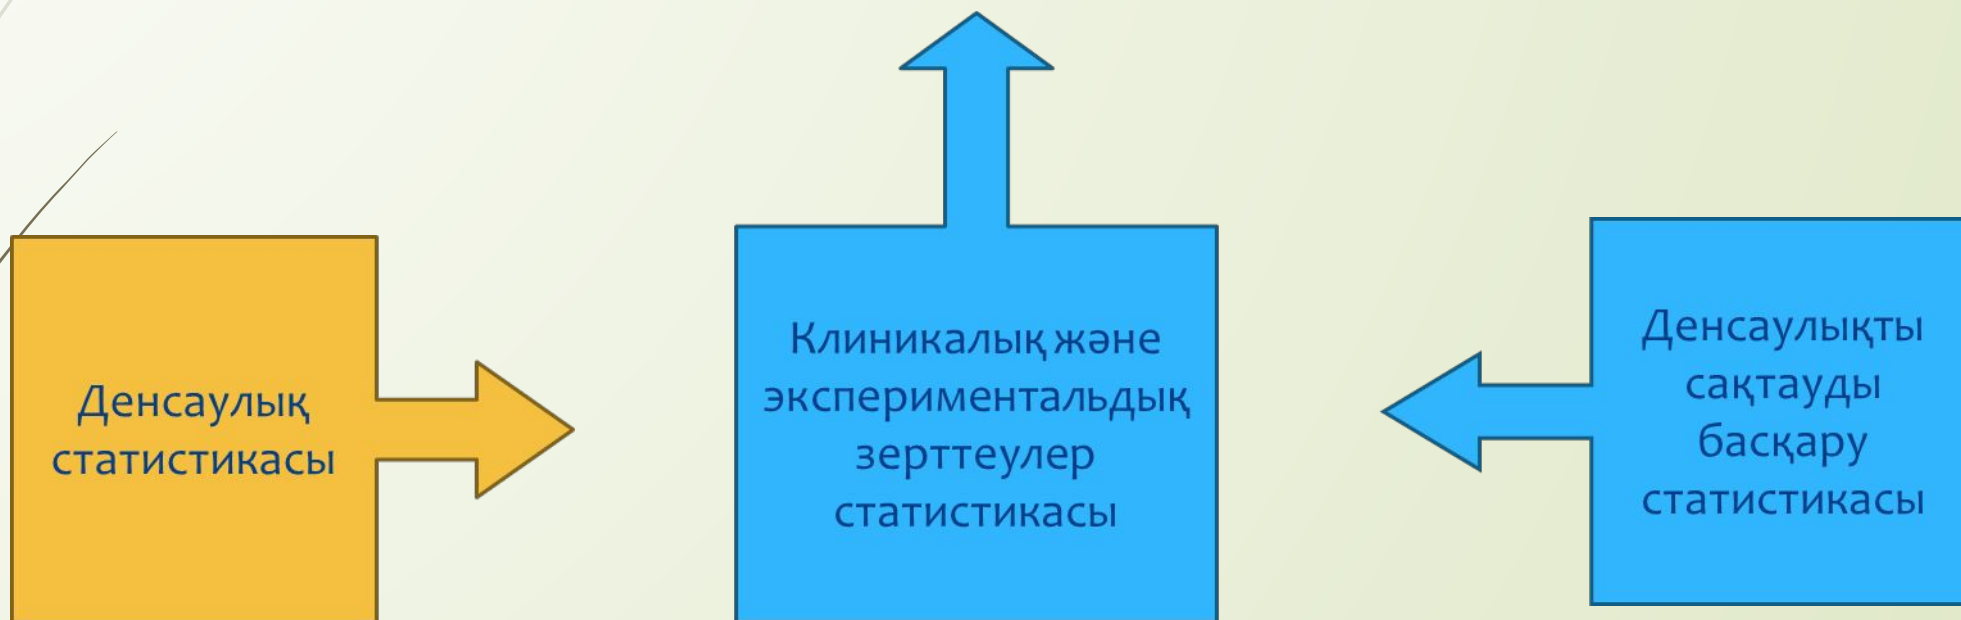 Денсаулық
статистикасы
Клиникалық және
экспериментальдық
зерттеулер
статистикасы
Денсаулықты
сақтауды
басқару
статистикасы